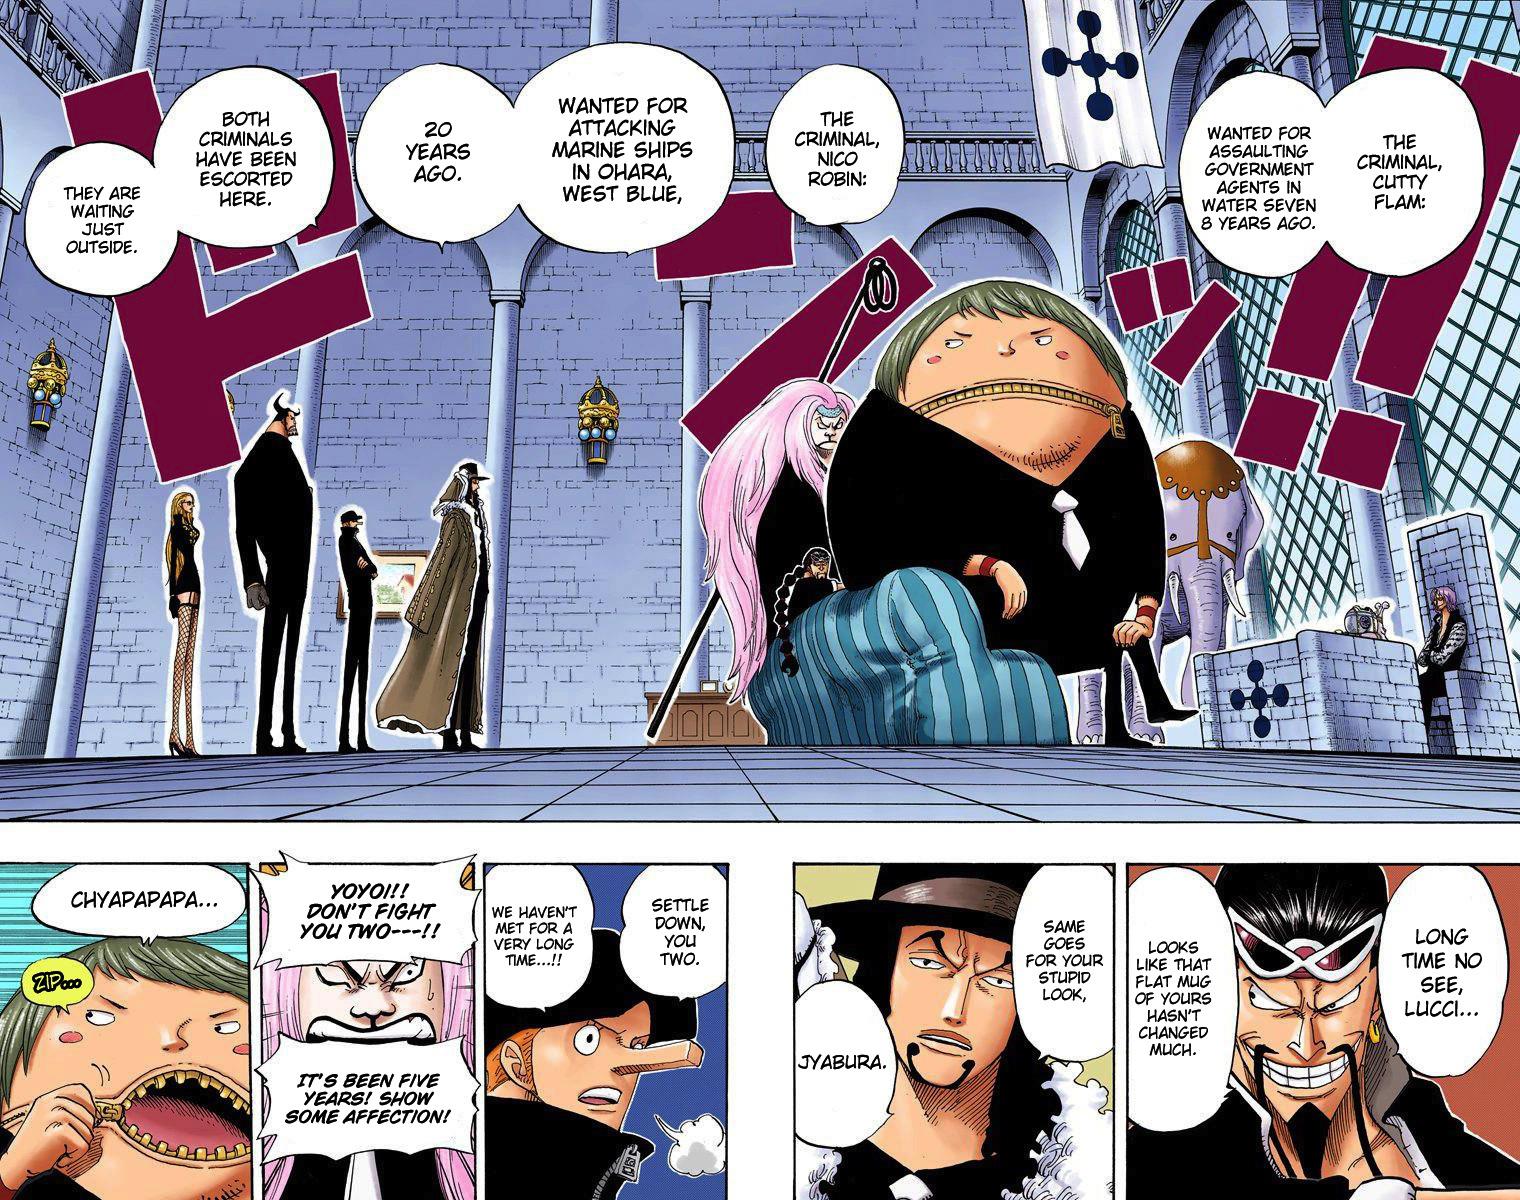 THE
CRIMINAL,
CUTTY
FLAM:
WANTED FOR
ASSAULTING
GOVERNMENT
AGENTS IN
WATER SEVEN
8 YEARS AGO.
THE
CRIMINAL,
NICO
ROBIN:
WANTED FOR
ATTACKING
MARINE SHIPS
IN OHARA,
WEST BLUE,
20
YEARS
AGO.
BOTH
CRIMINALS
HAVE BEEN
ESCORTED
HERE.
THEY ARE
WAITING
JUST
OUTSIDE.
ドドンッ!!
LONG
TIME NO
SEE,
LUCCI...
LOOKS
LIKE THAT
FLAT MUG
OF YOURS
HASN'T
CHANGED
MUCH.
SAME
GOES
FOR YOUR
STUPID
LOOK,
JYABURA.
SETTLE
DOWN,
YOU
TWO.
WE HAVEN'T
MET FOR A
VERY LONG
TIME...!!
YOYOI!!
DON'T FIGHT
YOU TWO---!!
IT'S BEEN FIVE
YEARS! SHOW
SOME AFFECTION!
CHYAPAPAPA...
ZIP...